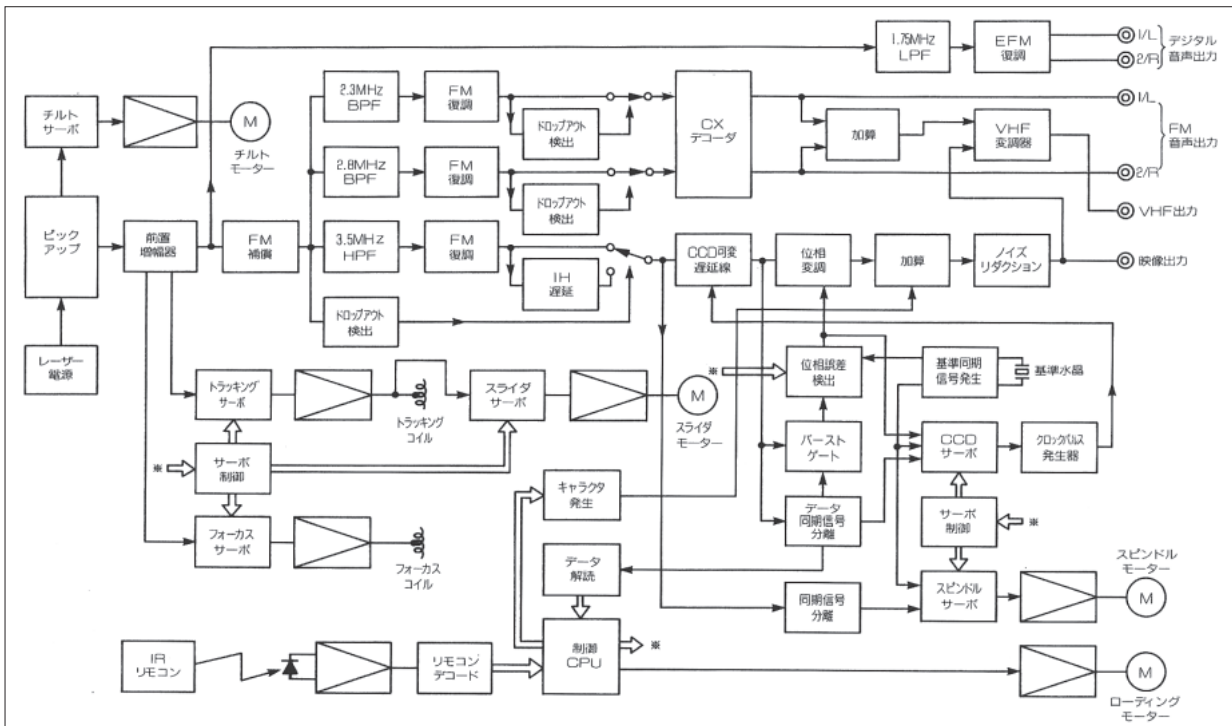 1.75MHz
LPF
EFM
復調
1/L
2/R
デジタル
音声出力
チルト
サーボ
M
チルト
モーター
2.3MHz
BPF
FM
復調
ドロップアウト
検出
CX
デコーダ
加算
VHF
変調器
1/L
2/R
FM
音声出力
2.8MHz
BPF
FM
復調
ドロップアウト
検出
VHF出力
ピック
アップ
前置
増幅器
FM
補償
3.5MHz
HPF
FM
復調
1H
遅延
ドロップアウト
検出
CCD可変
遅延線
位相
変調
加算
ノイズ
リダクション
映像出力
レーザー
電源
トラッキング
サーボ
トラッキング
コイル
スライダ
サーボ
M
スライダ
モーター
※
位相誤差
検出
基準同期
信号発生
基準水晶
※
サーボ
制御
バースト
ゲート
CCD
サーボ
クロックパルス
発生器
キャラクタ
発生
データ
同期信号
分離
サーボ
制御
※
フォーカス
サーボ
フォーカス
コイル
データ
解読
同期信号
分離
スピンドル
サーボ
スピンドル
モーター
M
IR
リモコン
リモコン
デコード
制御
CPU
※
M
ローディング
モーター